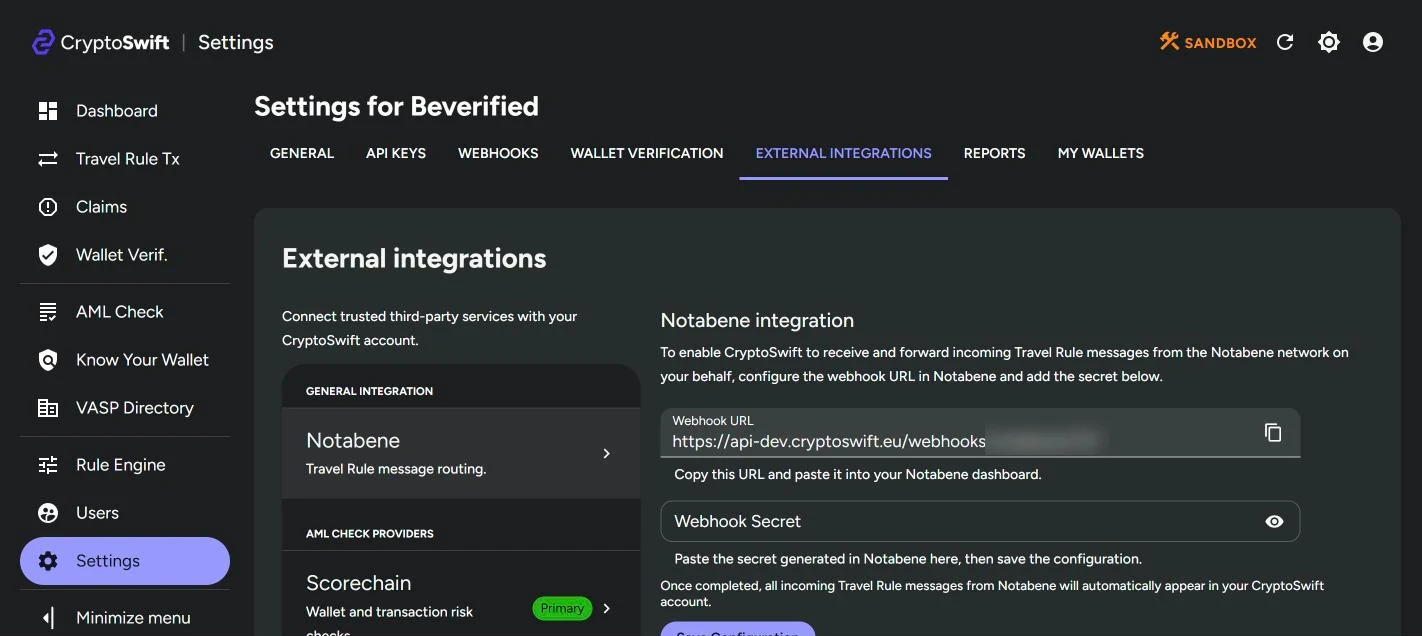 CryptoSwift | Settings
SANDBOX
Dashboard
Travel Rule Tx
Claims
Wallet Verif.
AML Check
Know Your Wallet
VASP Directory
Rule Engine
Users
Settings
Minimize menu
Settings for Beverified
GENERAL
API KEYS
WEBHOOKS
WALLET VERIFICATION
EXTERNAL INTEGRATIONS
REPORTS
MY WALLETS
External integrations
Connect trusted third-party services with your
CryptoSwift account.
GENERAL INTEGRATION
Notabene
Travel Rule message routing.
AML CHECK PROVIDERS
Scorechain
Wallet and transaction risk
checks.
Primary
Notabene integration
To enable CryptoSwift to receive and forward incoming Travel Rule messages from the Notabene network on
your behalf, configure the webhook URL in Notabene and add the secret below.
Webhook URL
https://api-dev.cryptoswift.eu/webhooks
Copy this URL and paste it into your Notabene dashboard.
Webhook Secret
Paste the secret generated in Notabene here, then save the configuration.
Once completed, all incoming Travel Rule messages from Notabene will automatically appear in your CryptoSwift
account.
Save Configuration